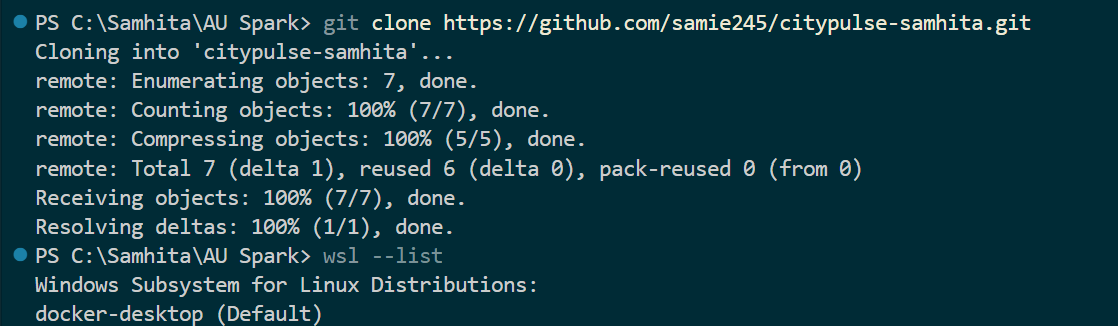 PS C:\Samhita\AU Spark> git clone https://github.com/samie245/citypulse-samhita.git
Cloning into 'citypulse-samhita'...
remote: Enumerating objects: 7, done.
remote: Counting objects: 100% (7/7), done.
remote: Compressing objects: 100% (5/5), done.
remote: Total 7 (delta 1), reused 6 (delta 0), pack-reused 0 (from 0)
Receiving objects: 100% (7/7), done.
Resolving deltas: 100% (1/1), done.
PS C:\Samhita\AU Spark> wsl --list
Windows Subsystem for Linux Distributions:
docker-desktop (Default)